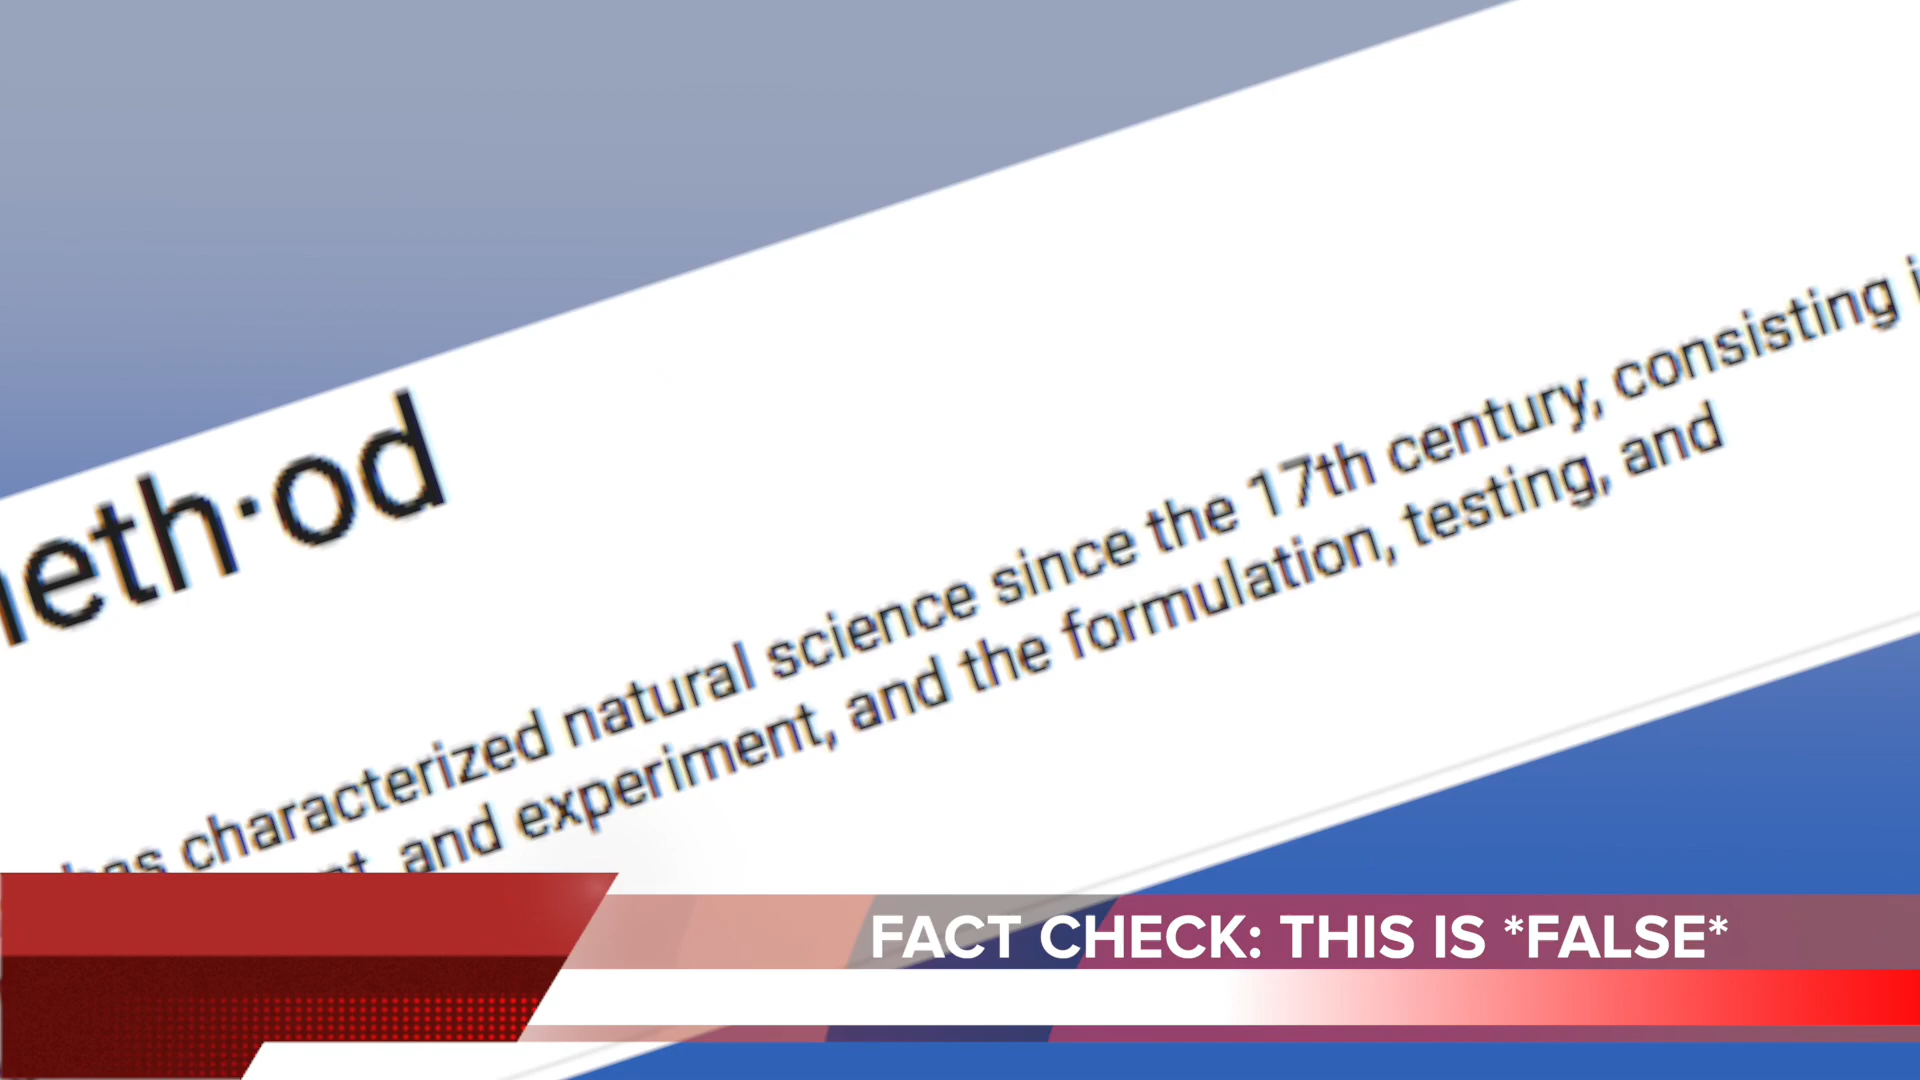 eth·od
has characterized natural science since the 17th century, consisting
and experiment, and the formulation, testing, and
FACT CHECK: THIS IS *FALSE*